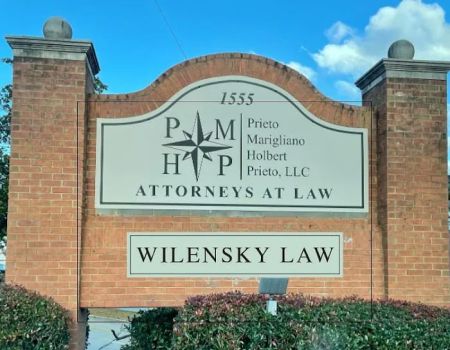 1555
P M
H P
Prieto
Marigliano
Holbert
Prieto, LLC
ATTORNEYS AT LAW
WILENSKY LAW